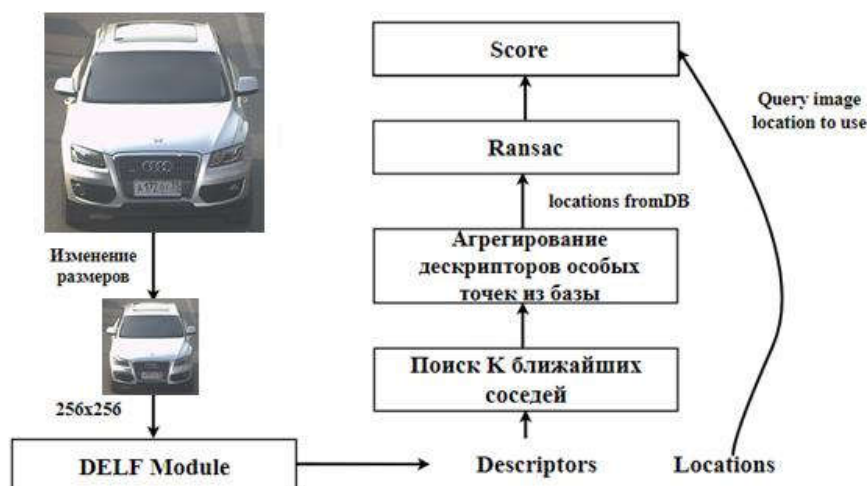 Изменение
размеров
256x256
DELF Module
Descriptors
Locations
Поиск K ближайших
соседей
Агрегирование
дескрипторов особых
точек из базы
locations fromDB
Ransac
Score
Query image
location to use